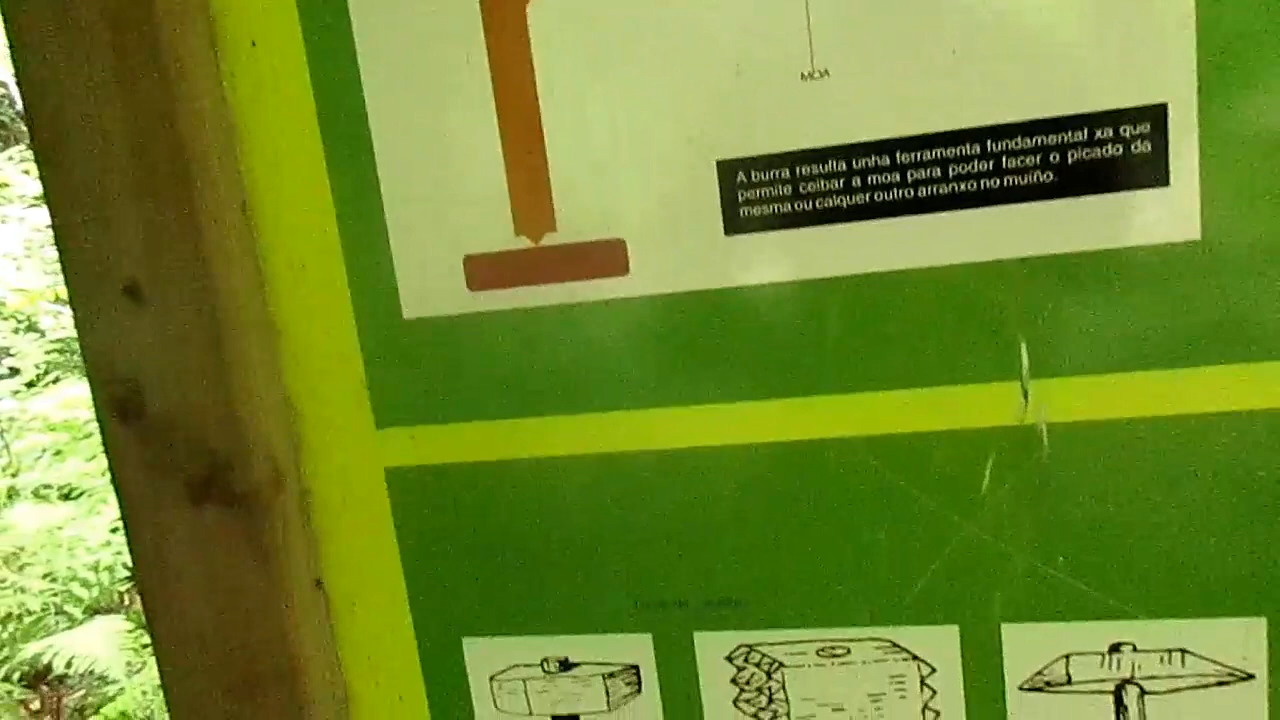 MOA
A burra resulta unha ferramenta fundamental xa que
permite ceibar a moa para poder facer o picado da
mesma ou calquer outro arranxo no muíño.